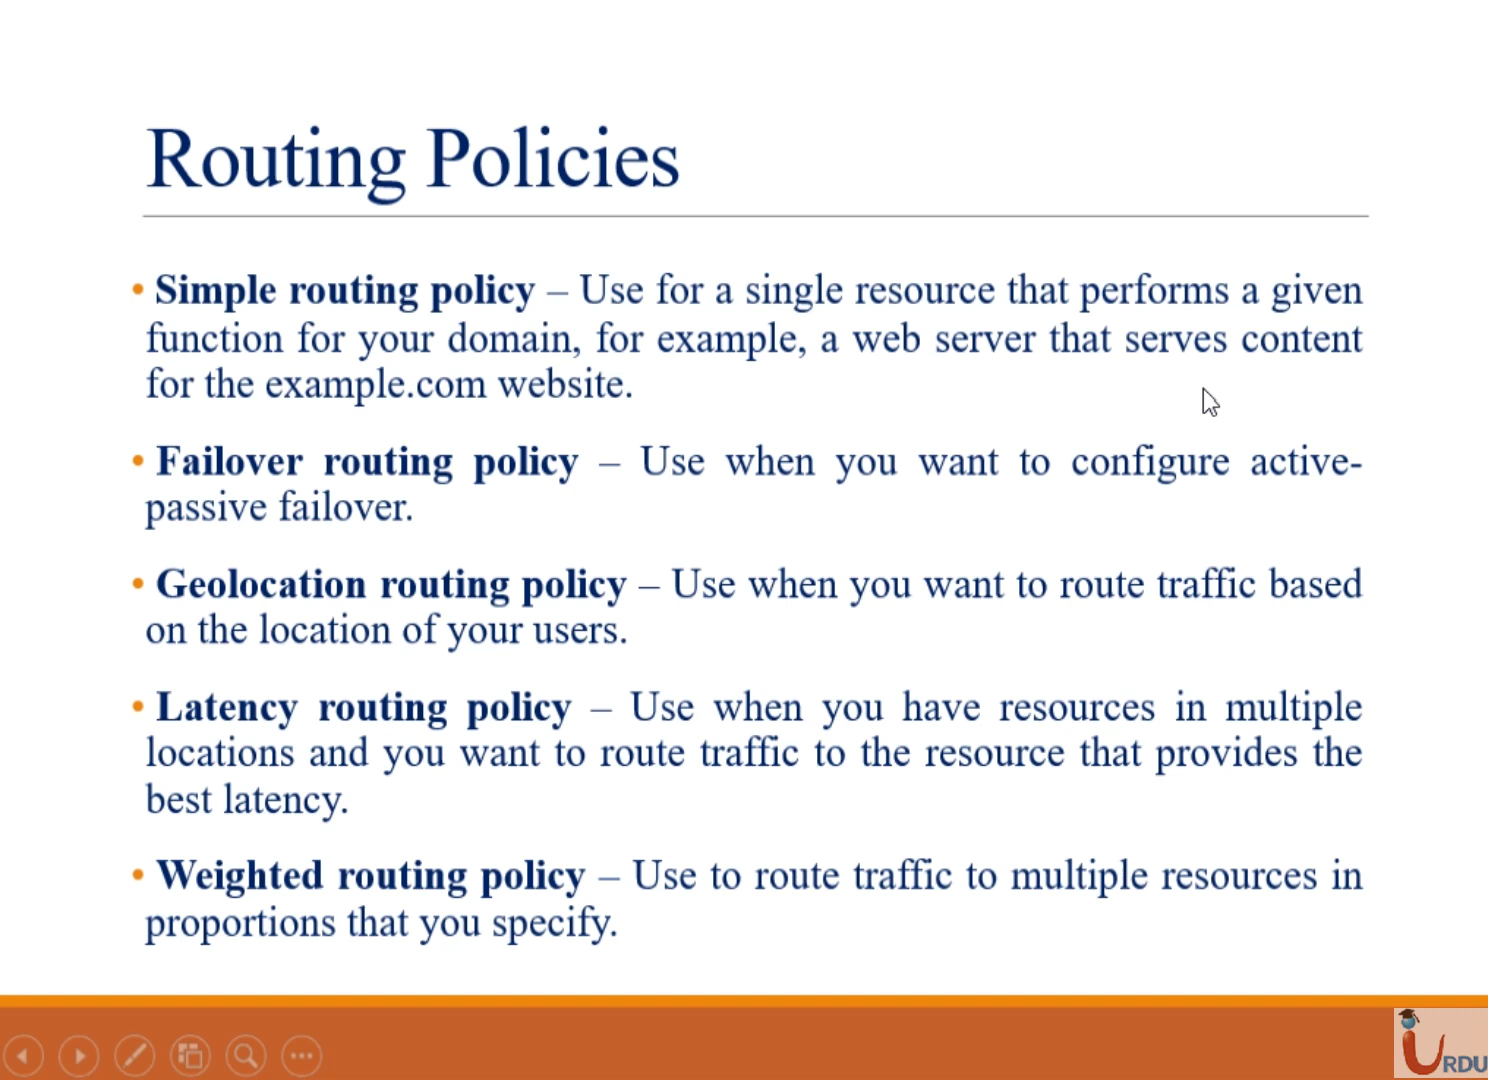 Routing Policies
• Simple routing policy – Use for a single resource that performs a given
function for your domain, for example, a web server that serves content
for the example.com website.
• Failover routing policy – Use when you want to configure active-
passive failover.
• Geolocation routing policy – Use when you want to route traffic based
on the location of your users.
• Latency routing policy – Use when you have resources in multiple
locations and you want to route traffic to the resource that provides the
best latency.
• Weighted routing policy – Use to route traffic to multiple resources in
proportions that you specify.
URDU